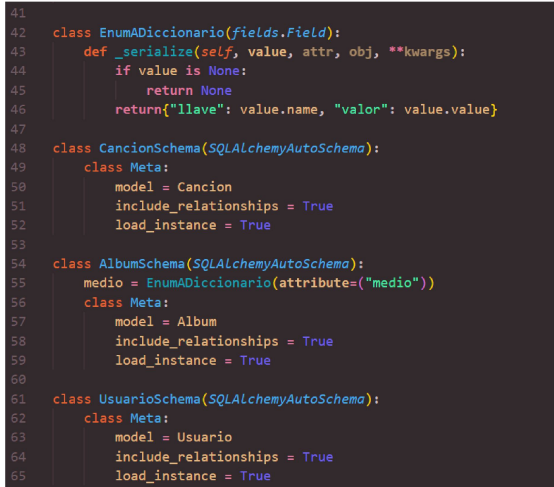 41
42 class EnumADiccionario(fields.Field):
43     def _serialize(self, value, attr, obj, **kwargs):
44         if value is None:
45             return None
46         return{"llave": value.name, "valor": value.value}
47
48 class CancionSchema(SQLAlchemyAutoSchema):
49     class Meta:
50         model = Cancion
51         include_relationships = True
52         load_instance = True
53
54 class AlbumSchema(SQLAlchemyAutoSchema):
55     medio = EnumADiccionario(attribute=("medio"))
56     class Meta:
57         model = Album
58         include_relationships = True
59         load_instance = True
60
61 class UsuarioSchema(SQLAlchemyAutoSchema):
62     class Meta:
63         model = Usuario
64         include_relationships = True
65         load_instance = True